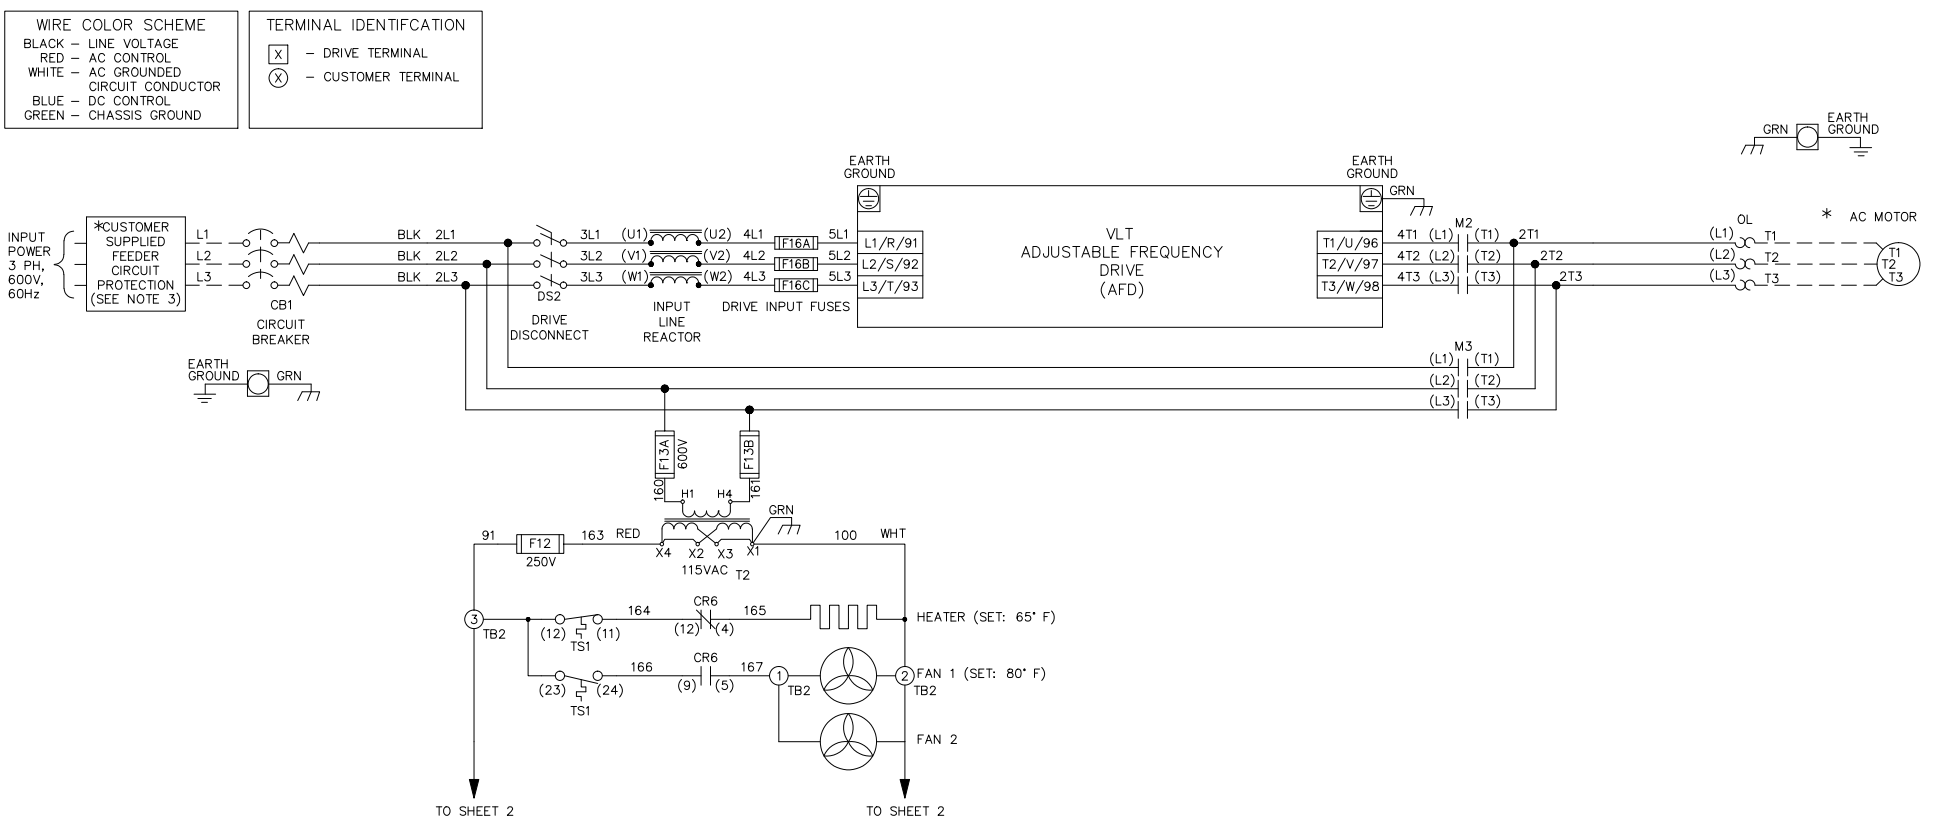 WIRE COLOR SCHEME
BLACK – LINE VOLTAGE
RED – AC CONTROL
WHITE – AC GROUNDED
CIRCUIT CONDUCTOR
BLUE – DC CONTROL
GREEN – CHASSIS GROUND
TERMINAL IDENTIFCATION
X – DRIVE TERMINAL
X – CUSTOMER TERMINAL
INPUT
POWER
3 PH,
600V,
60Hz
*CUSTOMER
SUPPLIED
FEEDER
CIRCUIT
PROTECTION
(SEE NOTE 3)
L1
L2
L3
CB1
CIRCUIT
BREAKER
EARTH
GROUND
GRN
BLK 2L1
BLK 2L2
BLK 2L3
DS2
DRIVE
DISCONNECT
3L1 (U1) (U2) 4L1 F16A 5L1
3L2 (V1) (V2) 4L2 F16B 5L2
3L3 (W1) (W2) 4L3 F16C 5L3
INPUT
LINE
REACTOR
DRIVE INPUT FUSES
EARTH
GROUND
L1/R/91
L2/S/92
L3/T/93
VLT
ADJUSTABLE FREQUENCY
DRIVE
(AFD)
EARTH
GROUND
GRN
T1/U/96
T2/V/97
T3/W/98
M2
4T1 (L1) (T1) 2T1
4T2 (L2) (T2) 2T2
4T3 (L3) (T3) 2T3
M3
(L1) (T1)
(L2) (T2)
(L3) (T3)
GRN
EARTH
GROUND
OL
(L1) T1
(L2) T2
(L3) T3
* AC MOTOR
T1
T2
T3
F13A
600V
F13B
160
161
H1 H4
GRN
91 F12 163 RED
250V
X4 X2 X3 X1
100 WHT
115VAC T2
3
TB2
(12) (11)
TS1
164
CR6
(12) (4)
165
HEATER (SET: 65° F)
(23) (24)
TS1
166
CR6
(9) (5)
167
1
TB2
2
TB2
FAN 1 (SET: 80° F)
FAN 2
TO SHEET 2
TO SHEET 2